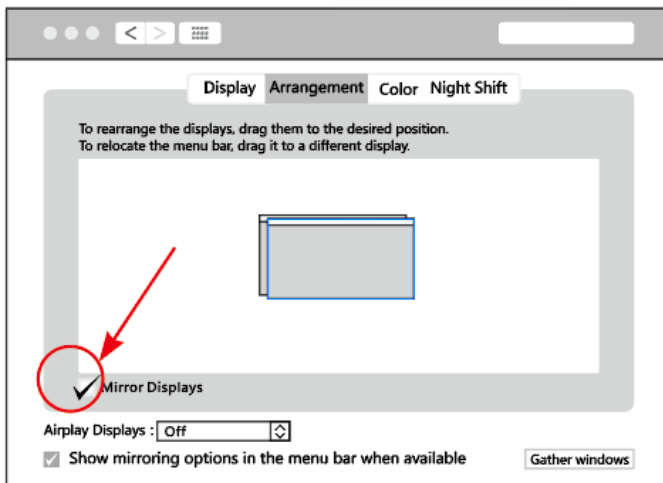 Display Arrangement Color Night Shift
To rearrange the displays, drag them to the desired position.
To relocate the menu bar, drag it to a different display.
Mirror Displays
Airplay Displays : Off
Show mirroring options in the menu bar when available
Gather windows